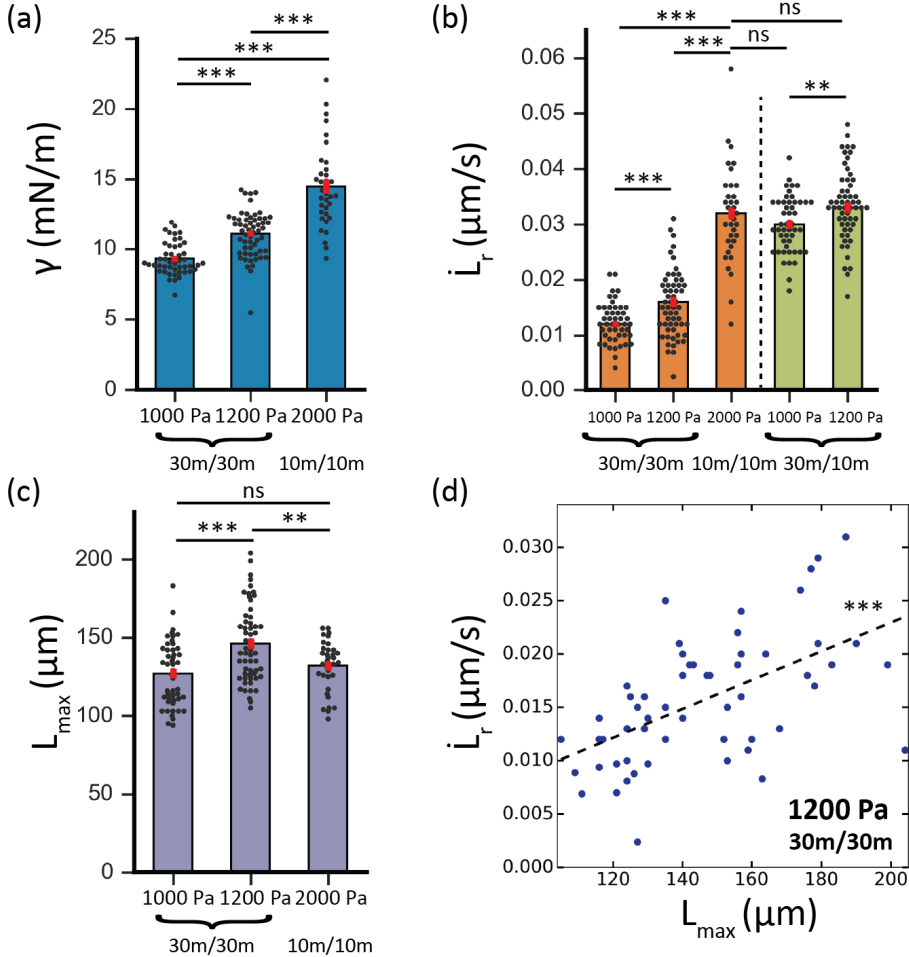 (a)
***
***
***
γ (mN/m)
25
20
15
10
5
0
1000 Pa 1200 Pa 2000 Pa
30m/30m 10m/10m
(b)
*** ns
*** ns
**
***
L̇r (μm/s)
0.06
0.05
0.04
0.03
0.02
0.01
0.00
1000 Pa 1200 Pa 2000 Pa 1000 Pa 1200 Pa
30m/30m 10m/10m 30m/10m
(c)
ns
*** **
Lmax (μm)
200
150
100
50
0
1000 Pa 1200 Pa 2000 Pa
30m/30m 10m/10m
(d)
L̇r (μm/s)
0.030
0.025
0.020
0.015
0.010
0.005
0.000
***
1200 Pa
30m/30m
120 140 160 180 200
Lmax (μm)